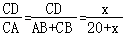 CD/CA = CD/AB+CB = x/20+x